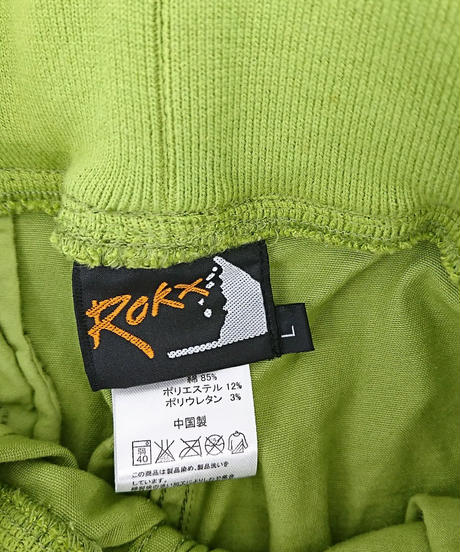 ROKX
L
綿 85%
ポリエステル 12%
ポリウレタン 3%
中国製
弱
40
この商品は製品染め、製品洗いを
しています。